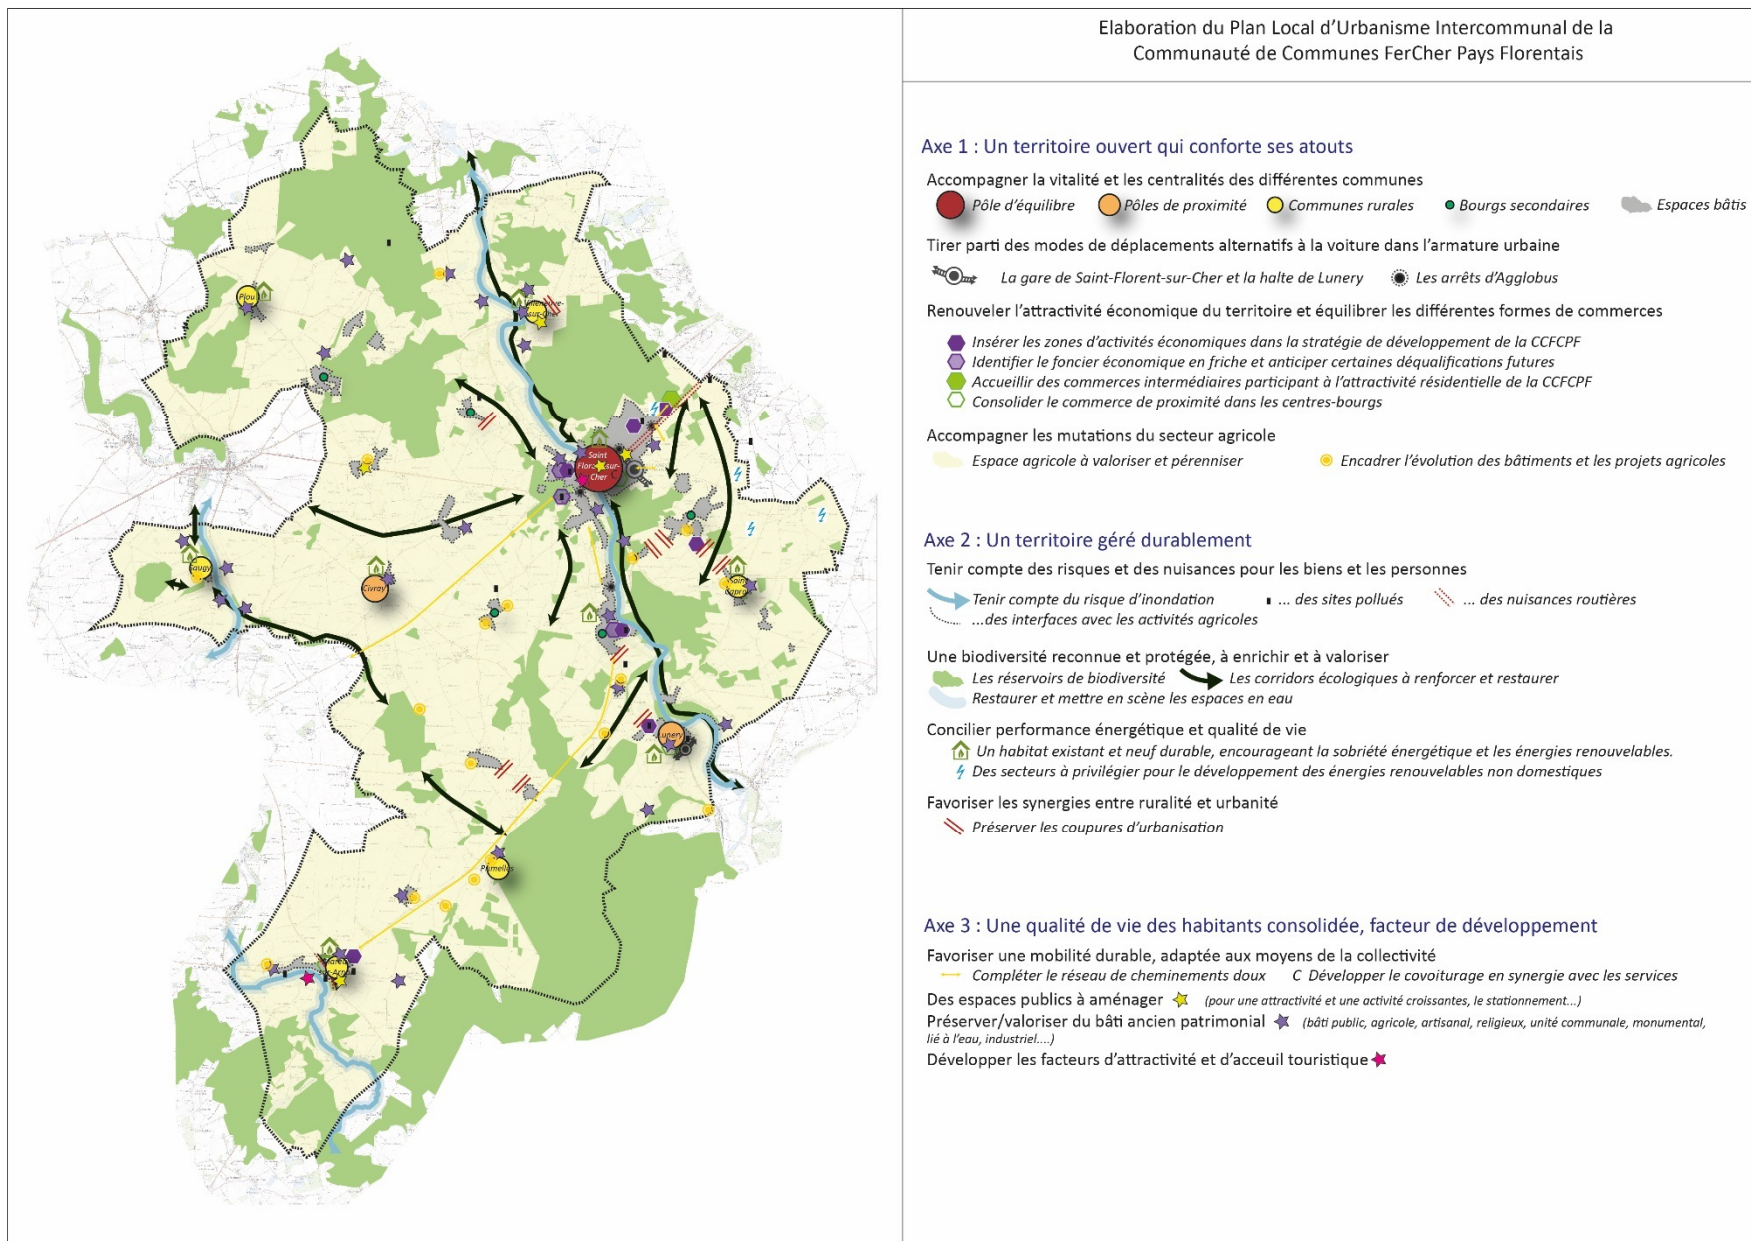 Elaboration du Plan Local d'Urbanisme Intercommunal de la
Communauté de Communes FerCher Pays Florentais
Axe 1 : Un territoire ouvert qui conforte ses atouts
Accompagner la vitalité et les centralités des différentes communes
Pôle d'équilibre
Pôles de proximité
Communes rurales
Bourgs secondaires
Espaces bâtis
Tirer parti des modes de déplacements alternatifs à la voiture dans l'armature urbaine
La gare de Saint-Florent-sur-Cher et la halte de Lunery
Les arrêts d'Agglobus
Renouveler l'attractivité économique du territoire et équilibrer les différentes formes de commerces
Insérer les zones d'activités économiques dans la stratégie de développement de la CCFCPF
Identifier le foncier économique en friche et anticiper certaines déqualifications futures
Accueillir des commerces intermédiaires participant à l'attractivité résidentielle de la CCFCPF
Consolider le commerce de proximité dans les centres-bourgs
Accompagner les mutations du secteur agricole
Espace agricole à valoriser et pérenniser
Encadrer l'évolution des bâtiments et les projets agricoles
Axe 2 : Un territoire géré durablement
Tenir compte des risques et des nuisances pour les biens et les personnes
Tenir compte du risque d'inondation
... des sites pollués
... des nuisances routières
...des interfaces avec les activités agricoles
Une biodiversité reconnue et protégée, à enrichir et à valoriser
Les réservoirs de biodiversité
Les corridors écologiques à renforcer et restaurer
Restaurer et mettre en scène les espaces en eau
Concilier performance énergétique et qualité de vie
Un habitat existant et neuf durable, encourageant la sobriété énergétique et les énergies renouvelables.
Des secteurs à privilégier pour le développement des énergies renouvelables non domestiques
Favoriser les synergies entre ruralité et urbanité
Préserver les coupures d'urbanisation
Axe 3 : Une qualité de vie des habitants consolidée, facteur de développement
Favoriser une mobilité durable, adaptée aux moyens de la collectivité
Compléter le réseau de cheminements doux
C Développer le covoiturage en synergie avec les services
Des espaces publics à aménager
(pour une attractivité et une activité croissantes, le stationnement...)
Préserver/valoriser du bâti ancien patrimonial
(bâti public, agricole, artisanal, religieux, unité communale, monumental,
lié à l'eau, industriel....)
Développer les facteurs d'attractivité et d'acceuil touristique
Saint
Cher
Civray
Lunery